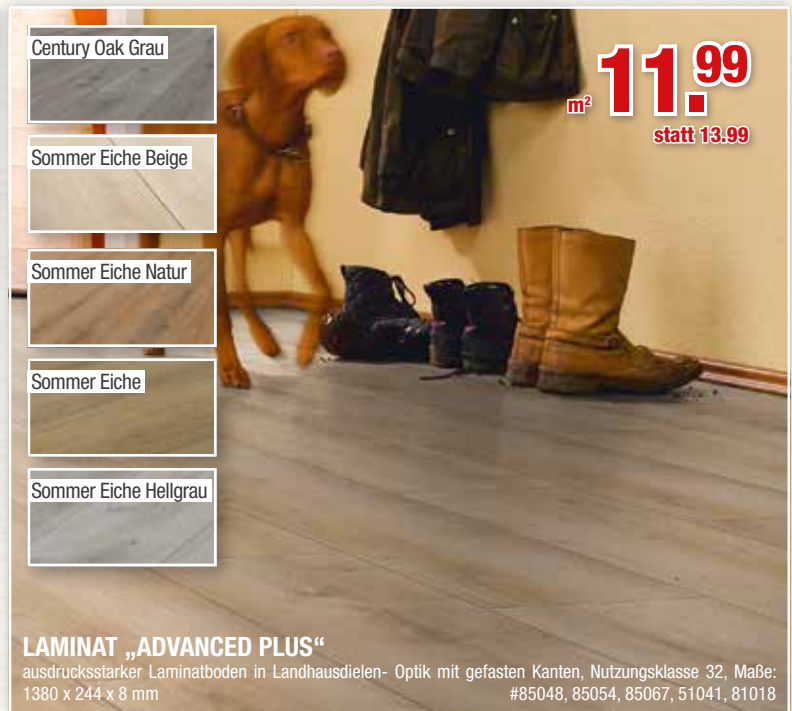 Century Oak Grau
Sommer Eiche Beige
Sommer Eiche Natur
Sommer Eiche
Sommer Eiche Hellgrau
m² 11.99
statt 13.99
LAMINAT „ADVANCED PLUS“
ausdrucksstarker Laminatboden in Landhausdielen- Optik mit gefasten Kanten, Nutzungsklasse 32, Maße:
1380 x 244 x 8 mm #85048, 85054, 85067, 51041, 81018